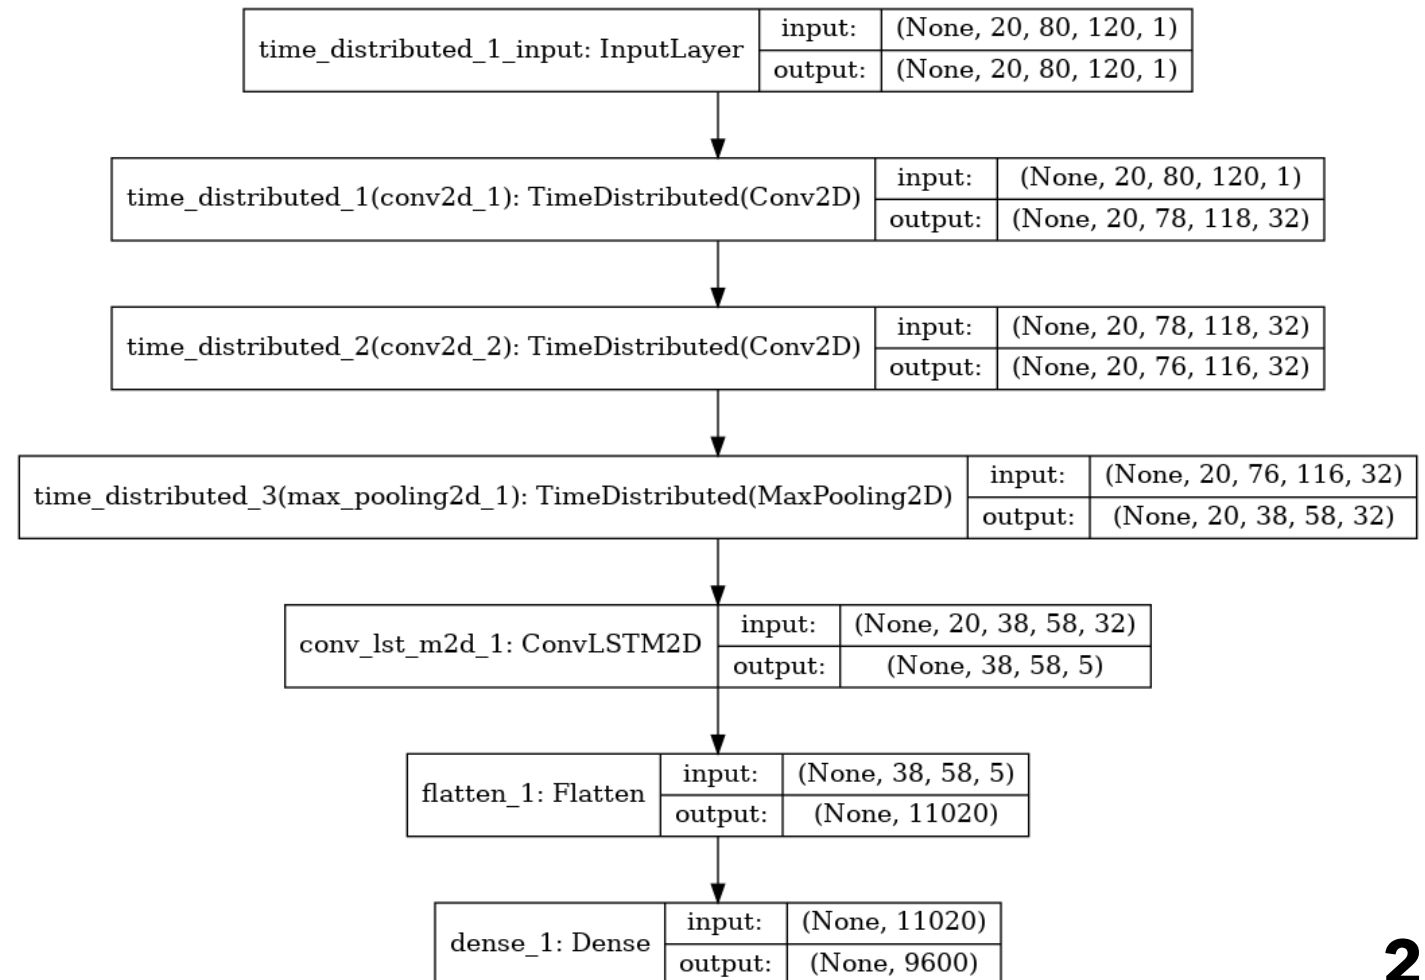 time_distributed_1_input: InputLayer
input:
(None, 20, 80, 120, 1)
output:
(None, 20, 80, 120, 1)
time_distributed_1(conv2d_1): TimeDistributed(Conv2D)
input:
(None, 20, 80, 120, 1)
output:
(None, 20, 78, 118, 32)
time_distributed_2(conv2d_2): TimeDistributed(Conv2D)
input:
(None, 20, 78, 118, 32)
output:
(None, 20, 76, 116, 32)
time_distributed_3(max_pooling2d_1): TimeDistributed(MaxPooling2D)
input:
(None, 20, 76, 116, 32)
output:
(None, 20, 38, 58, 32)
conv_lst_m2d_1: ConvLSTM2D
input:
(None, 20, 38, 58, 32)
output:
(None, 38, 58, 5)
flatten_1: Flatten
input:
(None, 38, 58, 5)
output:
(None, 11020)
dense_1: Dense
input:
(None, 11020)
output:
(None, 9600)
2